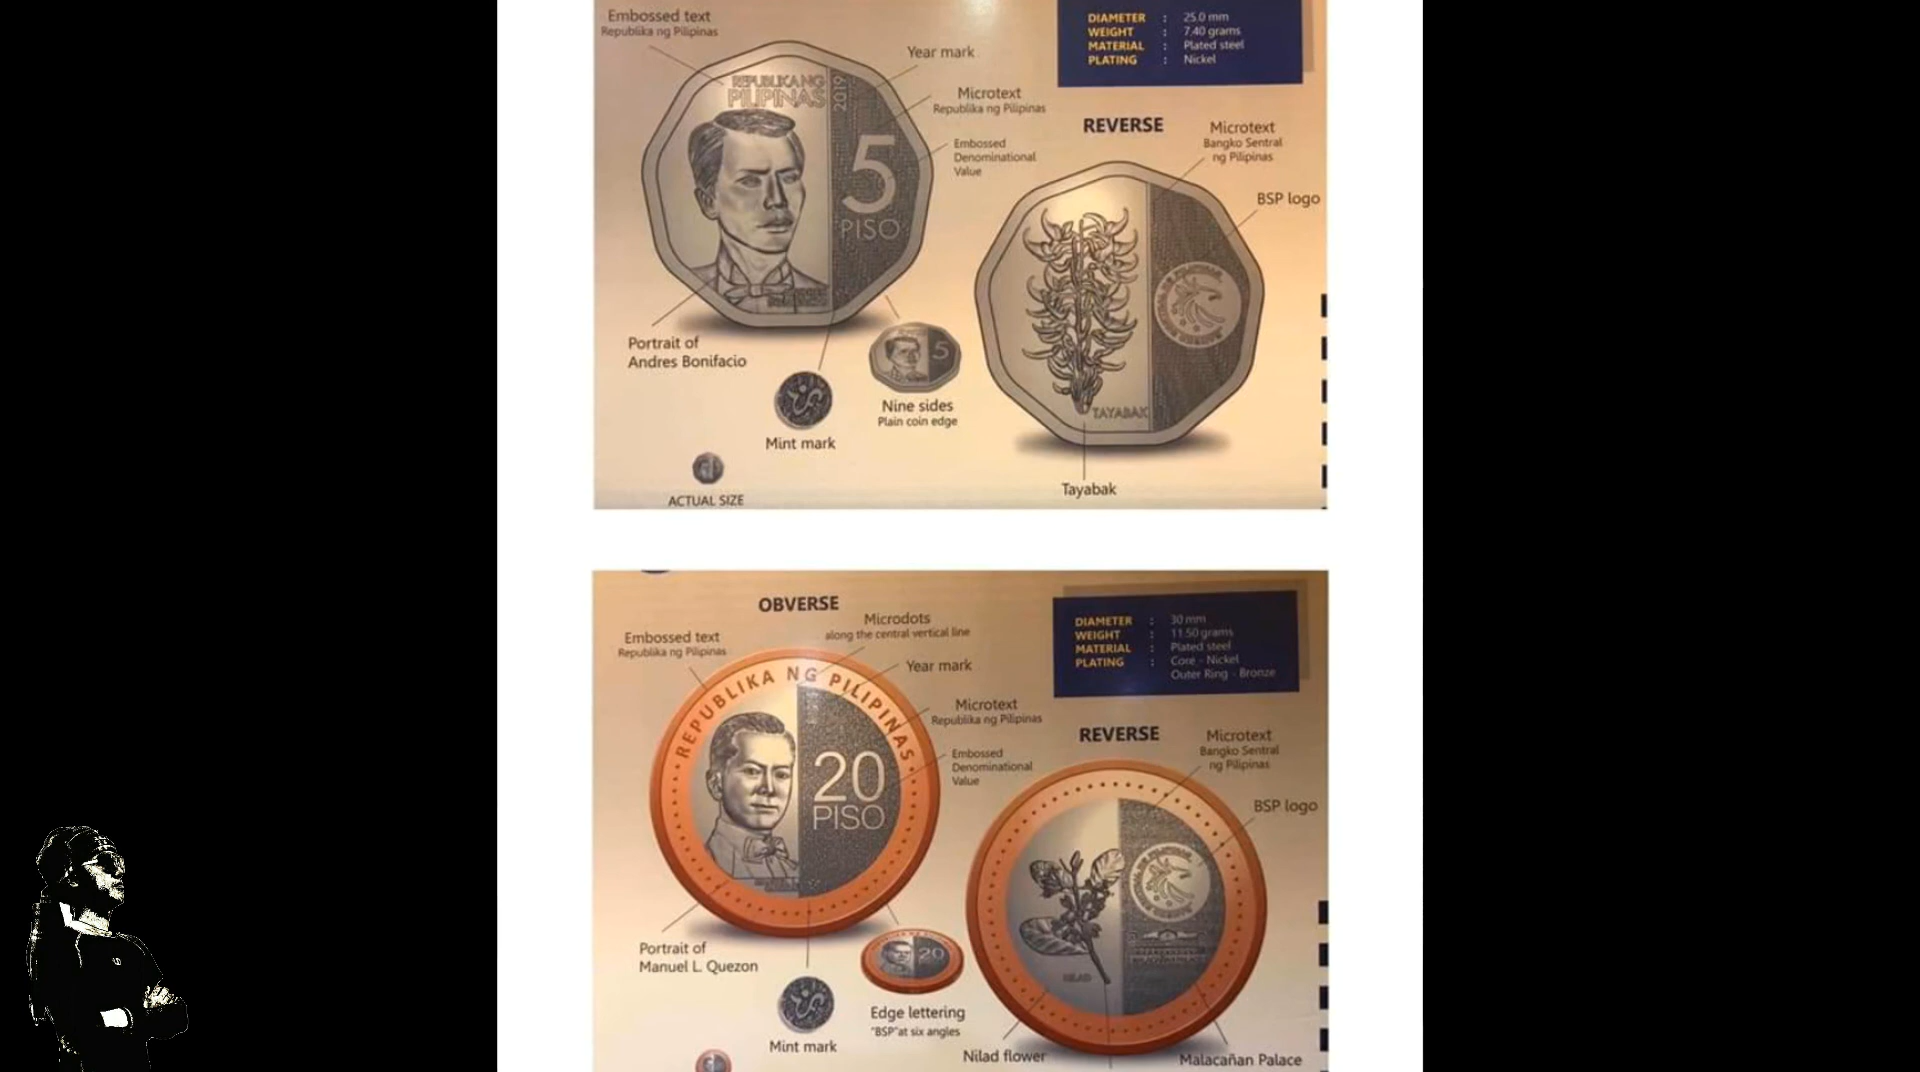 Embossed text
Republika ng Pilipinas
Year mark
Microtext
Republika ng Pilipinas
Embossed
Denominational
Value
DIAMETER : 25.0 mm
WEIGHT : 7.40 grams
MATERIAL : Plated steel
PLATING : Nickel
REPUBLIKA NG
PILIPINAS
2019
5
PISO
REVERSE
Microtext
Bangko Sentral
ng Pilipinas
BSP logo
TAYABAK
Portrait of
Andres Bonifacio
5
Nine sides
Plain coin edge
Mint mark
ACTUAL SIZE
Tayabak
OBVERSE
Microdots
along the central vertical line
Embossed text
Republika ng Pilipinas
Year mark
Microtext
Republika ng Pilipinas
Embossed
Denominational
Value
DIAMETER : 30 mm
WEIGHT : 11.50 grams
MATERIAL : Plated steel
PLATING : Core - Nickel
Outer Ring - Bronze
REPUBLIKA NG PILIPINAS
20
PISO
REVERSE
Microtext
Bangko Sentral
ng Pilipinas
BSP logo
NILAD
Portrait of
Manuel L. Quezon
20
Edge lettering
"BSP"at six angles
Mint mark
Nilad flower
Malacañan Palace